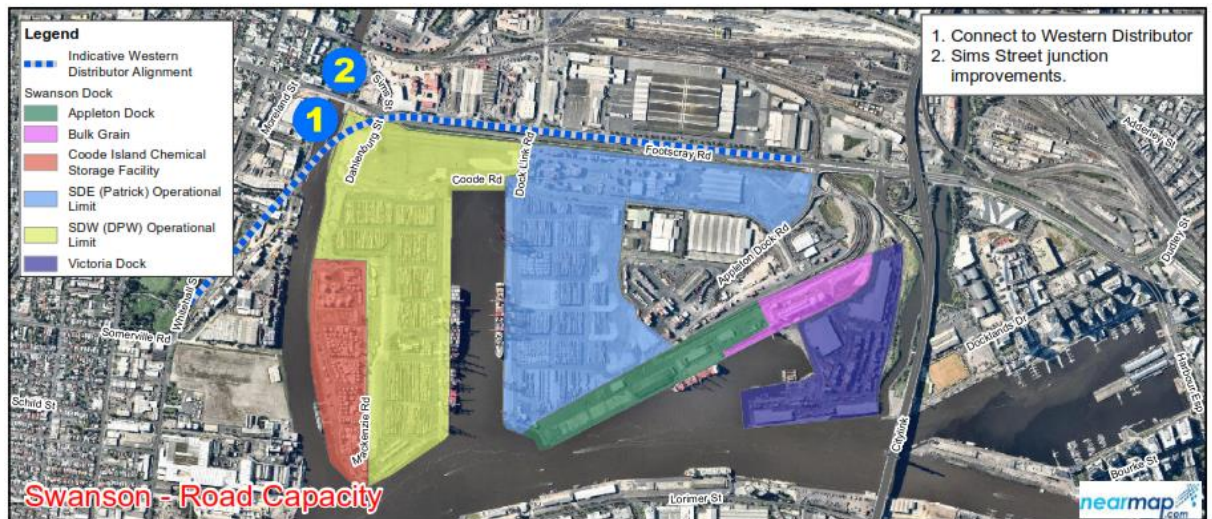 Legend
Indicative Western
Distributor Alignment
Swanson Dock
Appleton Dock
Bulk Grain
Coode Island Chemical
Storage Facility
SDE (Patrick) Operational
Limit
SDW (DPW) Operational
Limit
Victoria Dock
1. Connect to Western Distributor
2. Sims Street junction
improvements.
2
1
Moreland St
Sims St
Dahlenburg St
Coode Rd
Dock Link Rd
Footscray Rd
Adderley St
Dudley St
Appleton Dock Rd
Whitehall St
Somerville Rd
Docklands Dr
Harbour Esp
Schild St
Mackenzie Rd
Citylink
Bourke St
Lorimer St
Swanson - Road Capacity
nearmap
.com